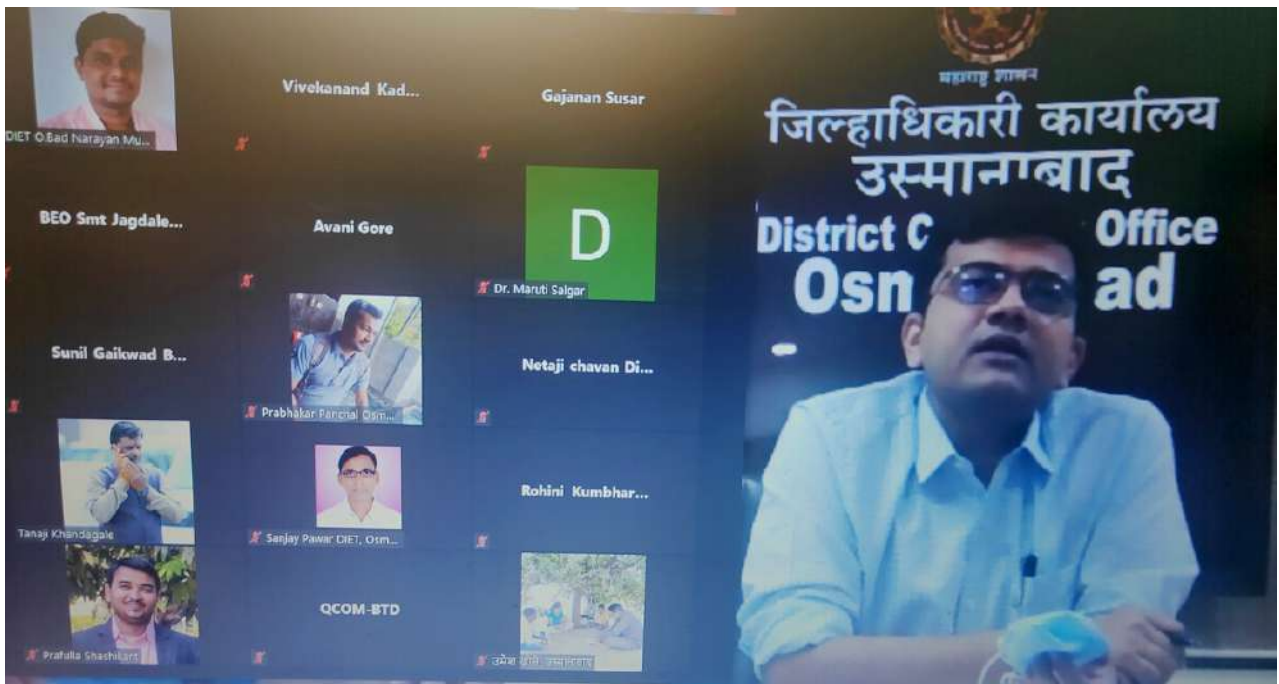 DIET O.Bad Narayan Mu...
Vivekanand Kad...
Gajanan Susar
BEO Smt Jagdale...
Avani Gore
D
Dr. Maruti Salgar
Sunil Gaikwad B...
Prabhakar Panchal Osm...
Netaji chavan Di...
Tanaji Khandagale
Sanjay Pawar DIET, Osm...
Rohini Kumbhar...
Prafulla Shashikant
QCOM-BTD
उमेश खोसे, उस्मानाबाद
महाराष्ट्र शासन
जिल्हाधिकारी कार्यालय
उस्मानाबाद
District C Office
Osn ad